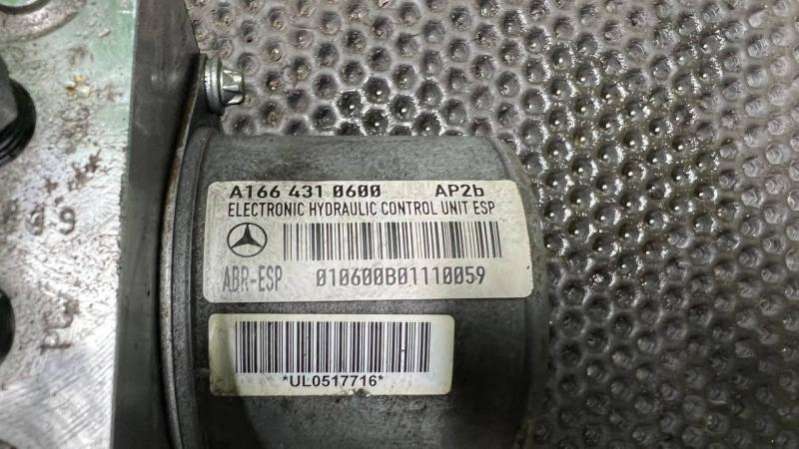 A166 431 0600 AP2b
ELECTRONIC HYDRAULIC CONTROL UNIT ESP
ABR-ESP 010600B01110059
*UL0517716*